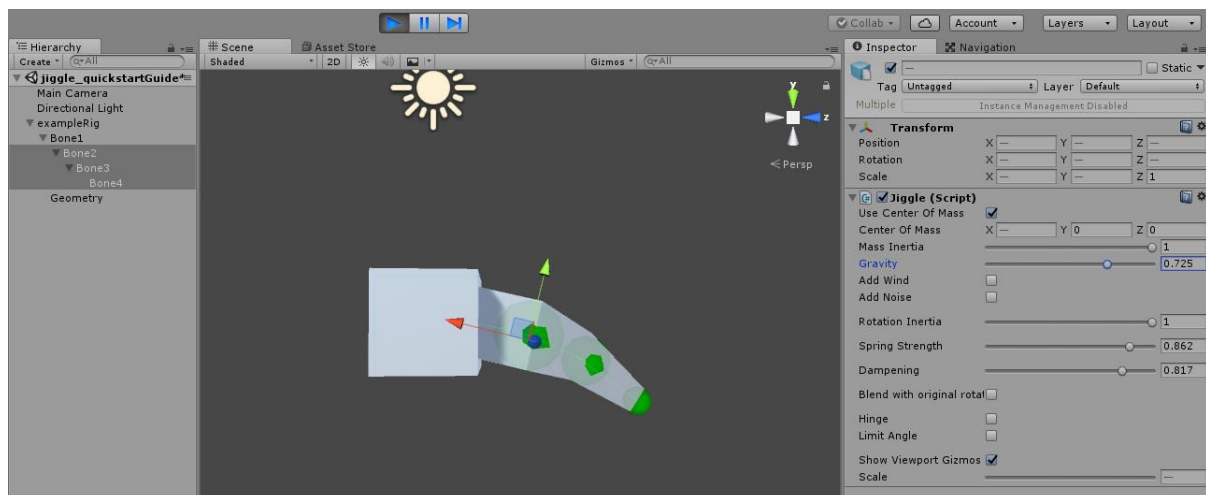 Collab Account Layers Layout
Hierarchy Scene Asset Store Inspector Navigation
Create All Shaded 2D Gizmos All Static
jiggle_quickstartGuide* Tag Untagged Layer Default
Main Camera Multiple Instance Management Disabled
Directional Light
exampleRig
Bone1
Bone2
Bone3
Bone4
Geometry
y
z
Persp
Transform
Position X — Y — Z —
Rotation X — Y — Z —
Scale X — Y — Z 1
Jiggle (Script)
Use Center Of Mass
Center Of Mass X — Y 0 Z 0
Mass Inertia 1
Gravity 0.725
Add Wind
Add Noise
Rotation Inertia 1
Spring Strength 0.862
Dampening 0.817
Blend with original rotat
Hinge
Limit Angle
Show Viewport Gizmos
Scale —